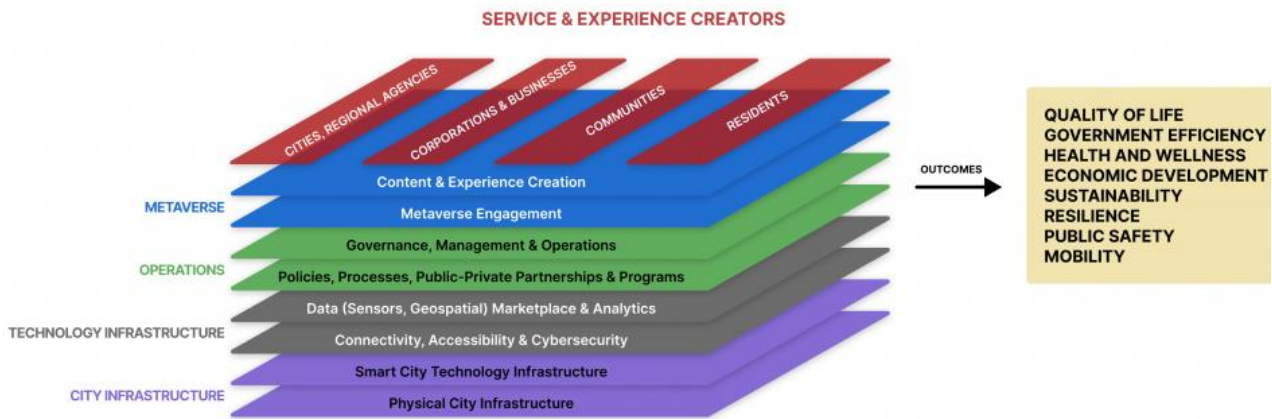 SERVICE & EXPERIENCE CREATORS
CITIES, REGIONAL AGENCIES
CORPORATIONS & BUSINESSES
COMMUNITIES
RESIDENTS
Content & Experience Creation
METAVERSE
Metaverse Engagement
Governance, Management & Operations
OPERATIONS
Policies, Processes, Public-Private Partnerships & Programs
Data (Sensors, Geospatial) Marketplace & Analytics
TECHNOLOGY INFRASTRUCTURE
Connectivity, Accessibility & Cybersecurity
Smart City Technology Infrastructure
CITY INFRASTRUCTURE
Physical City Infrastructure
OUTCOMES
QUALITY OF LIFE
GOVERNMENT EFFICIENCY
HEALTH AND WELLNESS
ECONOMIC DEVELOPMENT
SUSTAINABILITY
RESILIENCE
PUBLIC SAFETY
MOBILITY